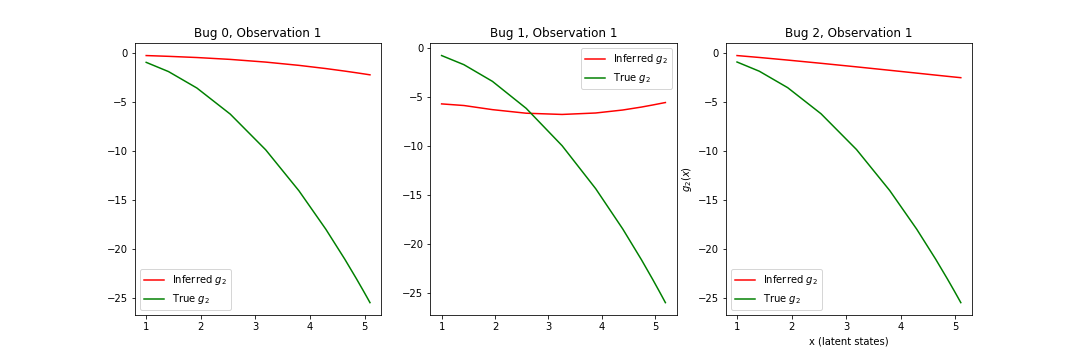 Bug 0, Observation 1
0
−5
−10
−15
−20
−25
1 2 3 4 5
Inferred g₂
True g₂
Bug 1, Observation 1
0
−5
−10
−15
−20
−25
1 2 3 4 5
Inferred g₂
True g₂
Bug 2, Observation 1
g₂(x)
0
−5
−10
−15
−20
−25
1 2 3 4 5
x (latent states)
Inferred g₂
True g₂